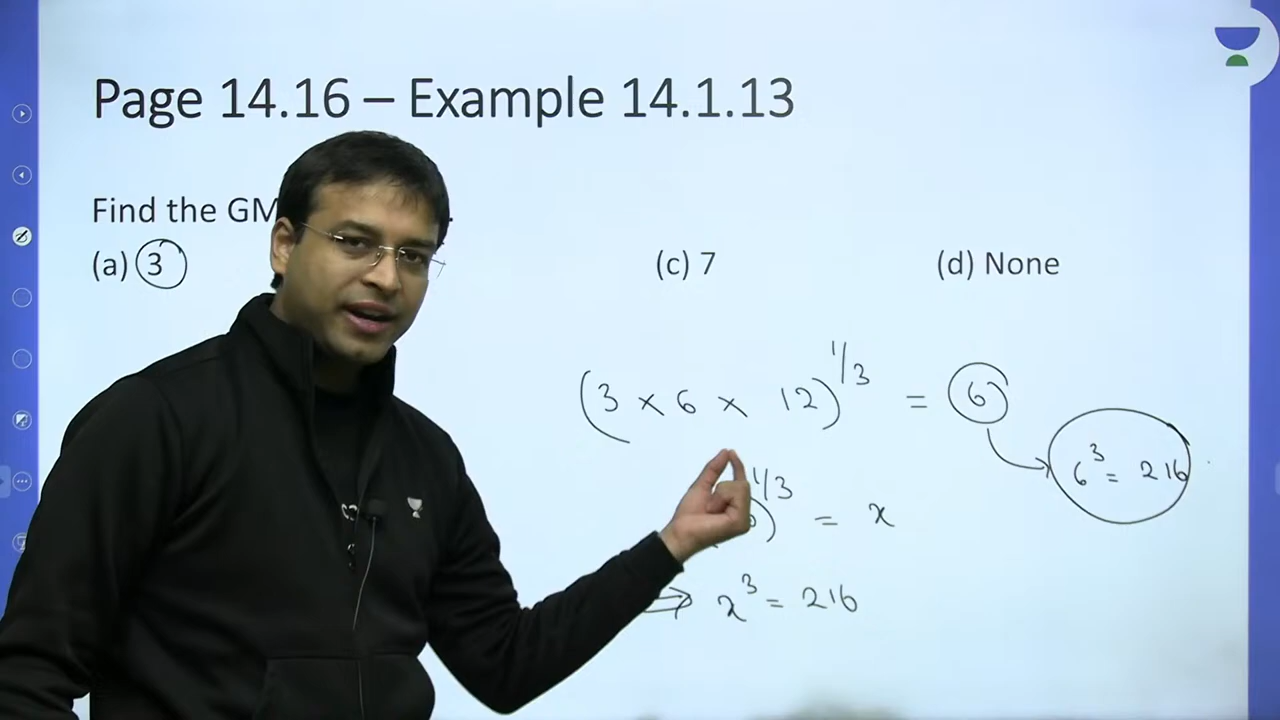 Page 14.16 – Example 14.1.13
Find the GM
(a) 3 (c) 7 (d) None
(3 × 6 × 12)^1/3 = 6
6^3 = 216
)^1/3 = x
⇒ x^3 = 216